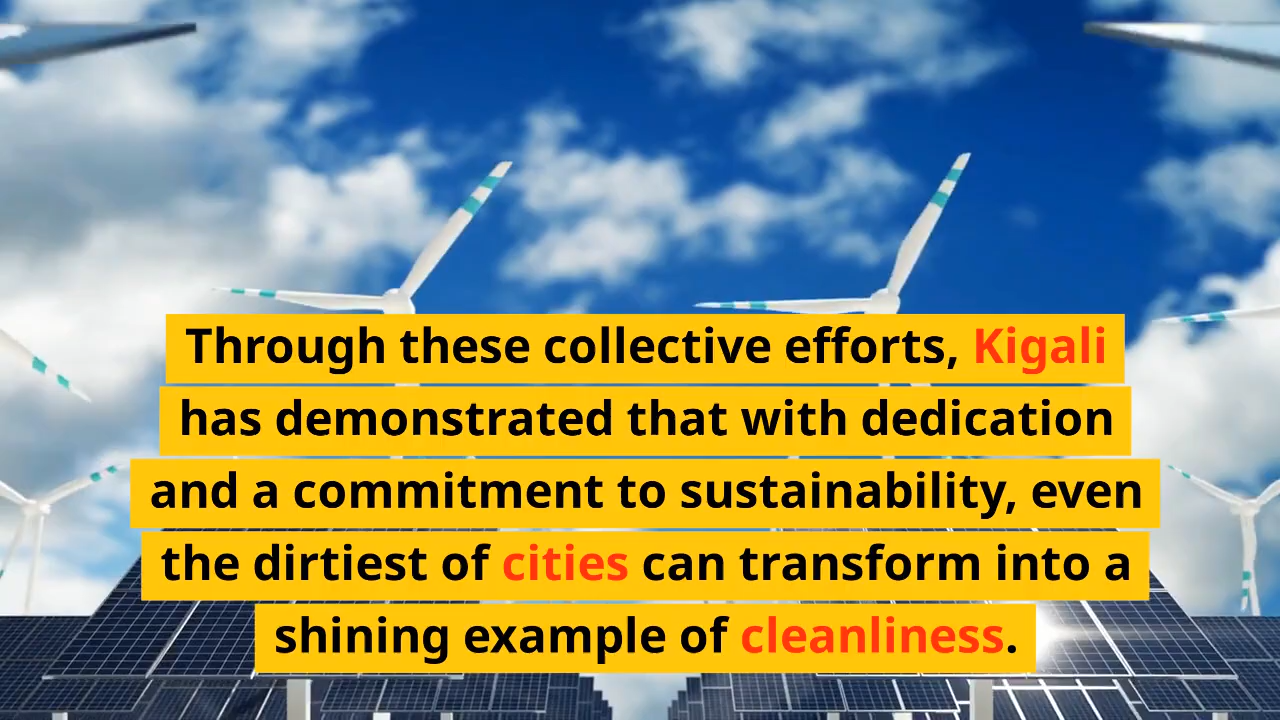 Through these collective efforts, Kigali
has demonstrated that with dedication
and a commitment to sustainability, even
the dirtiest of cities can transform into a
shining example of cleanliness.